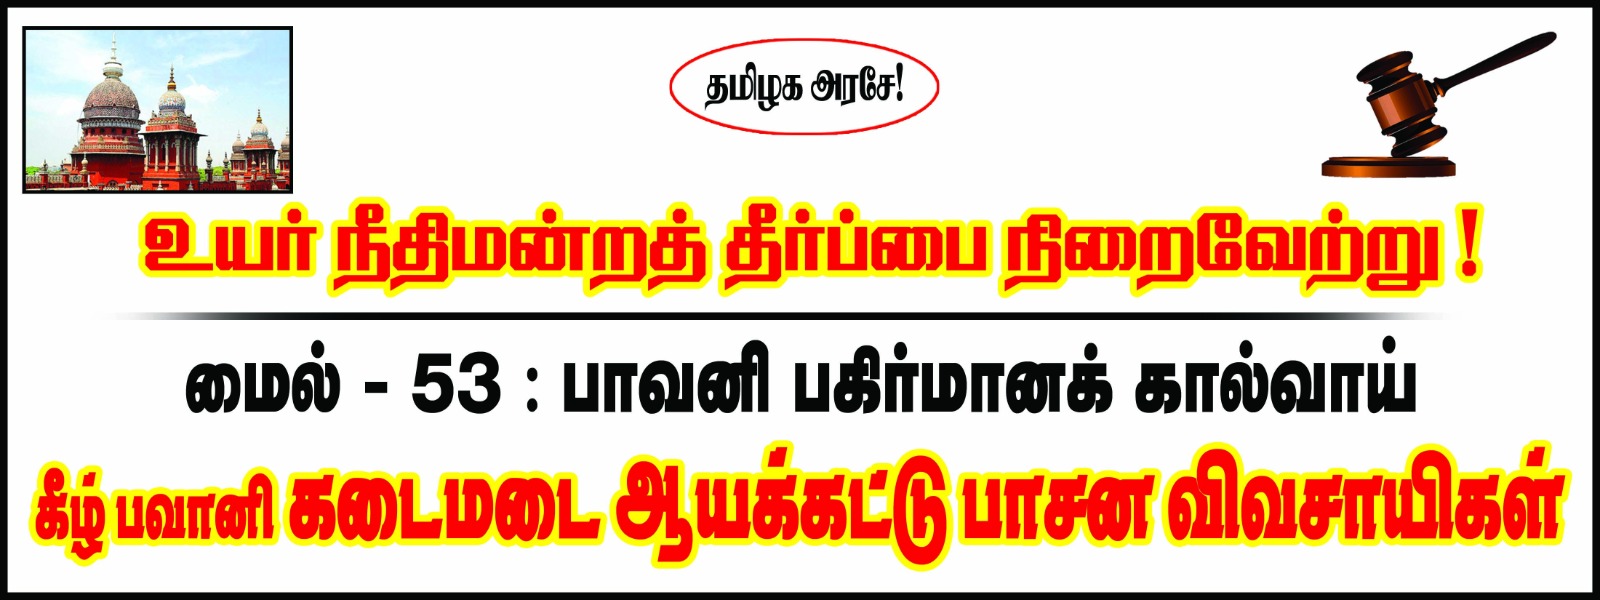 தமிழக அரசே!
உயர் நீதிமன்றத் தீர்ப்பை நிறைவேற்று !
மைல் - 53 : பாவனி பகிர்மானக் கால்வாய்
கீழ் பவானி கடைமடை ஆயக்கட்டு பாசன விவசாயிகள்